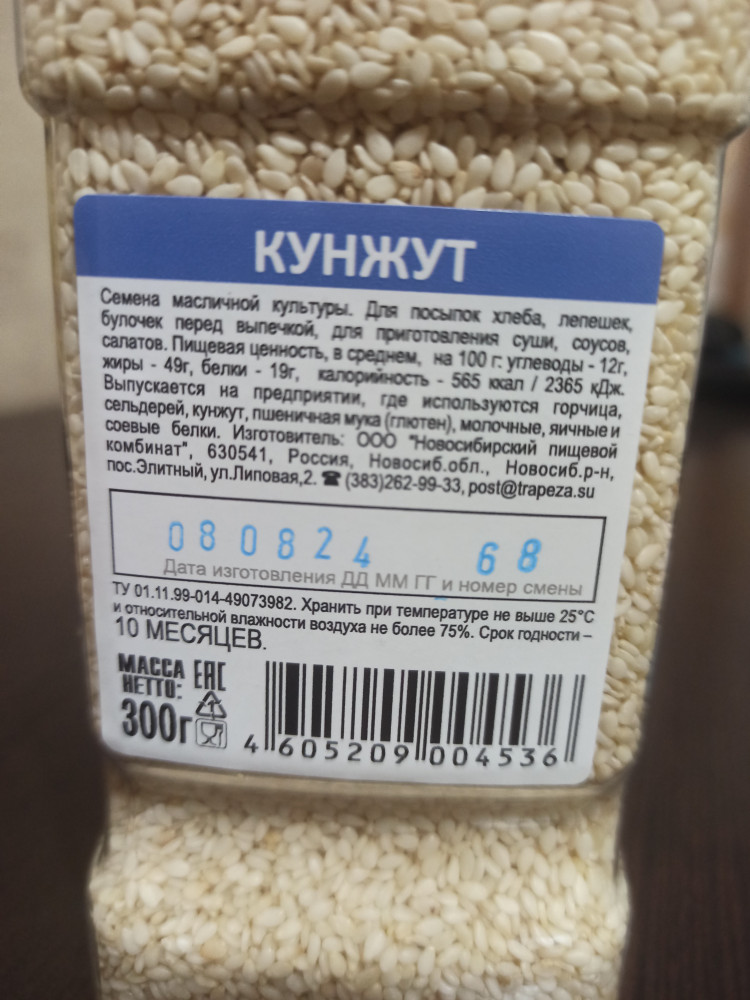 КУНЖУТ
Семена масличной культуры. Для посыпок хлеба, лепешек,
булочек перед выпечкой, для приготовления суши, соусов,
салатов. Пищевая ценность, в среднем, на 100 г: углеводы - 12г,
жиры - 49г, белки - 19г, калорийность - 565 ккал / 2365 кДж.
Выпускается на предприятии, где используются горчица,
сельдерей, кунжут, пшеничная мука (глютен), молочные, яичные и
соевые белки. Изготовитель: ООО "Новосибирский пищевой
комбинат", 630541, Россия, Новосиб.обл., Новосиб.р-н,
пос.Элитный, ул.Липовая,2. ☎ (383)262-99-33, post@trapeza.su
080824 68
Дата изготовления ДД ММ ГГ и номер смены
ТУ 01.11.99-014-49073982. Хранить при температуре не выше 25°С
и относительной влажности воздуха не более 75%. Срок годности –
10 МЕСЯЦЕВ.
МАССА
НЕТТО:
300г
ЕАС
1
4 605209 004536